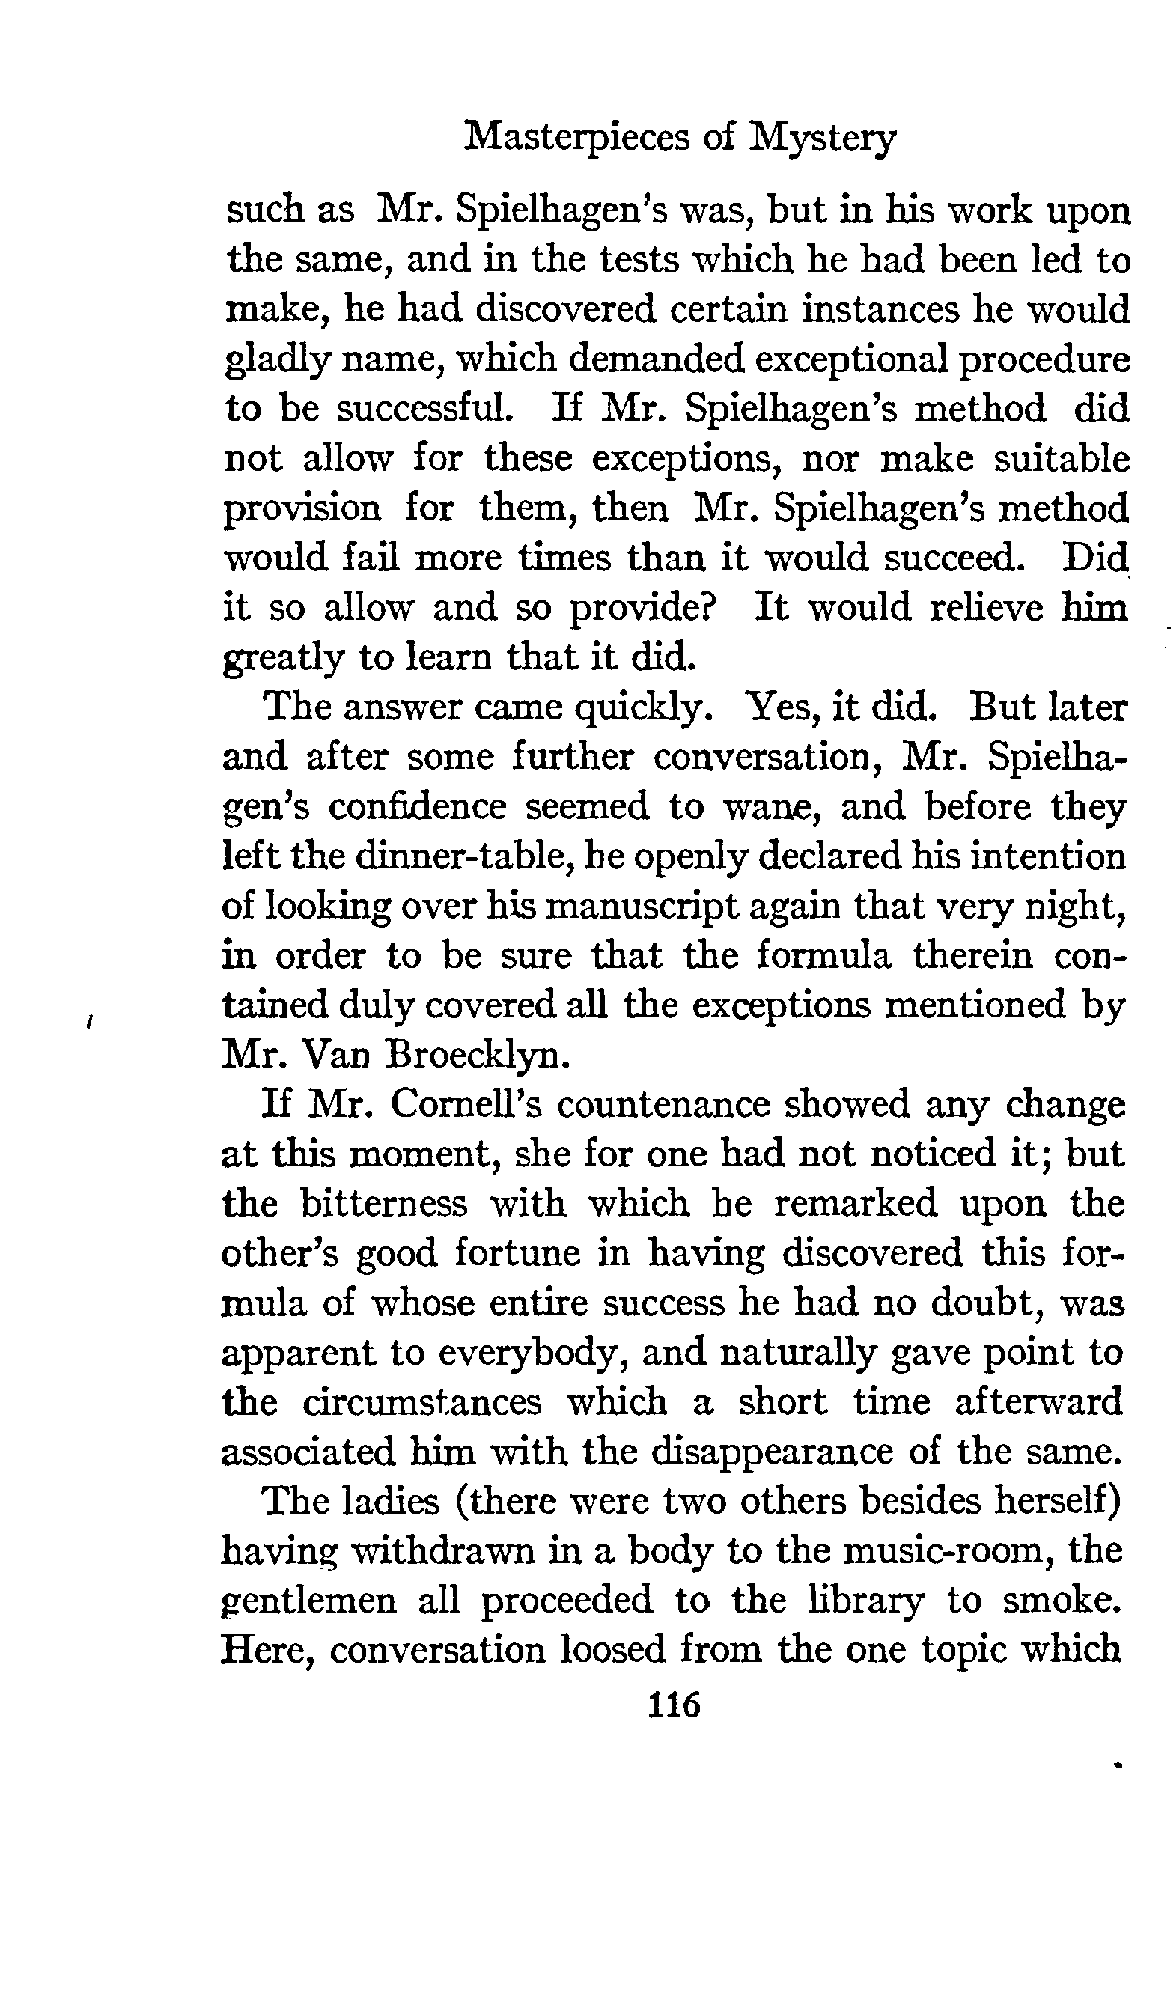 Masterpieces of Mystery
such as Mr. Spielhagen's was, but in his work upon
the same, and in the tests which he had been led to
make, he had discovered certain instances he would
gladly name, which demanded exceptional procedure
to be successful. If Mr. Spielhagen's method did
not allow for these exceptions, nor make suitable
provision for them, then Mr. Spielhagen's method
would fail more times than it would succeed. Did
it so allow and so provide? It would relieve him
greatly to learn that it did.
The answer came quickly. Yes, it did. But later
and after some further conversation, Mr. Spielha-
gen's confidence seemed to wane, and before they
left the dinner-table, he openly declared his intention
of looking over his manuscript again that very night,
in order to be sure that the formula therein con-
tained duly covered all the exceptions mentioned by
Mr. Van Broecklyn.
If Mr. Cornell's countenance showed any change
at this moment, she for one had not noticed it; but
the bitterness with which he remarked upon the
other's good fortune in having discovered this for-
mula of whose entire success he had no doubt, was
apparent to everybody, and naturally gave point to
the circumstances which a short time afterward
associated him with the disappearance of the same.
The ladies (there were two others besides herself)
having withdrawn in a body to the music-room, the
gentlemen all proceeded to the library to smoke.
Here, conversation loosed from the one topic which
116